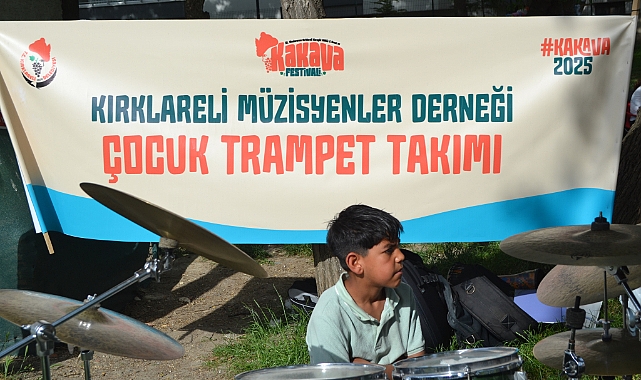 KAKAVA
FESTİVALİ
#KAKAVA
2025
KIRKLARELİ MÜZİSYENLER DERNEĞİ
ÇOCUK TRAMPET TAKIMI